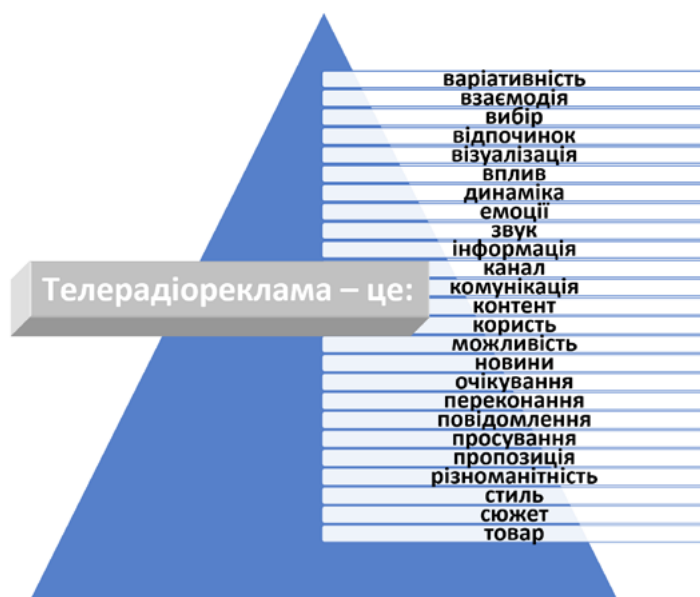 варіативність
взаємодія
вибір
відпочинок
візуалізація
вплив
динаміка
емоції
звук
інформація
канал
Телерадіореклама – це:
комунікація
контент
користь
можливість
новини
очікування
переконання
повідомлення
просування
пропозиція
різноманітність
стиль
сюжет
товар